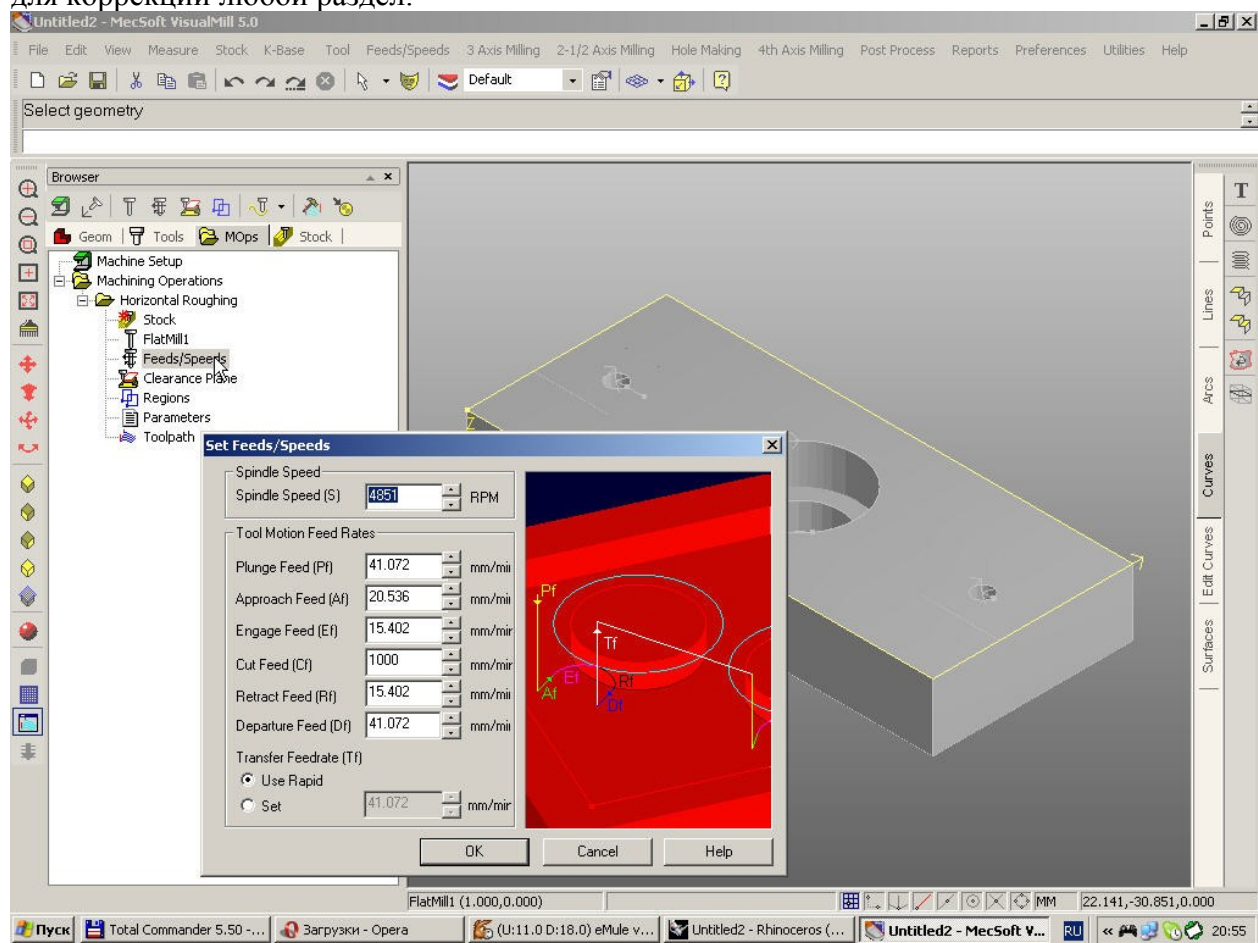 для коррекции любой раздел.
Untitled2 - MecSoft VisualMill 5.0
File Edit View Measure Stock K-Base Tool Feeds/Speeds 3 Axis Milling 2-1/2 Axis Milling Hole Making 4th Axis Milling Post Process Reports Preferences Utilities Help
Default
Select geometry
Browser
Geom Tools MOps Stock
Machine Setup
Machining Operations
Horizontal Roughing
Stock
FlatMill1
Feeds/Speeds
Clearance Plane
Regions
Parameters
Toolpath
Z
Set Feeds/Speeds
Spindle Speed
Spindle Speed (S) 4851 RPM
Tool Motion Feed Rates
Plunge Feed (Pf) 41.072 mm/min
Approach Feed (Af) 20.536 mm/min
Engage Feed (Ef) 15.402 mm/min
Cut Feed (Cf) 1000 mm/min
Retract Feed (Rf) 15.402 mm/min
Departure Feed (Df) 41.072 mm/min
Transfer Feedrate (Tf)
Use Rapid
Set 41.072 mm/min
Pf
Tf
Ef
Rf
Af
Df
OK Cancel Help
T
Points
Lines
Arcs
Curves
Edit Curves
Surfaces
FlatMill1 (1.000,0.000) MM 22.141,-30.851,0.000
Пуск Total Commander 5.50 -... Загрузки - Opera (U:11.0 D:18.0) eMule v... Untitled2 - Rhinoceros (... Untitled2 - MecSoft V... RU « 20:55